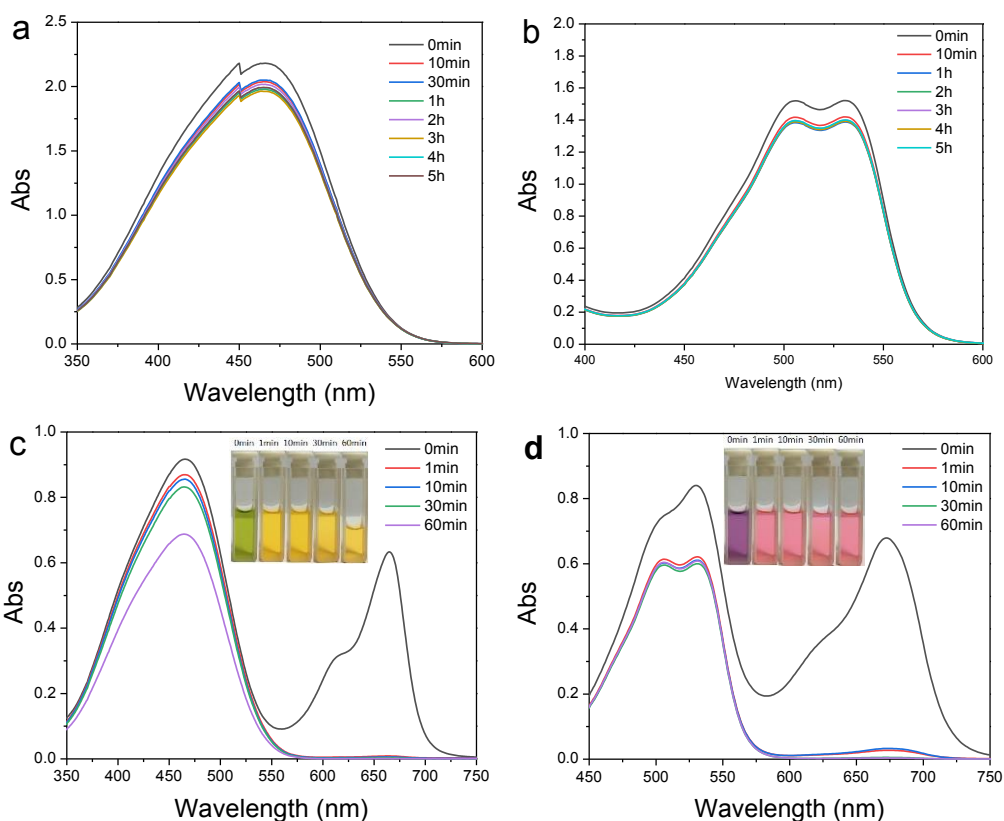 a
2.5
2.0
1.5
1.0
0.5
0.0
Abs
350 400 450 500 550 600
Wavelength (nm)
0min
10min
30min
1h
2h
3h
4h
5h
b
2.0
1.8
1.6
1.4
1.2
1.0
0.8
0.6
0.4
0.2
0.0
Abs
400 450 500 550 600
Wavelength (nm)
0min
10min
1h
2h
3h
4h
5h
c
1.0
0.8
0.6
0.4
0.2
0.0
Abs
350 400 450 500 550 600 650 700 750
Wavelength (nm)
0min 1min 10min 30min 60min
0min
1min
10min
30min
60min
d
1.0
0.8
0.6
0.4
0.2
0.0
Abs
450 500 550 600 650 700 750
Wavelength (nm)
0min 1min 10min 30min 60min
0min
1min
10min
30min
60min